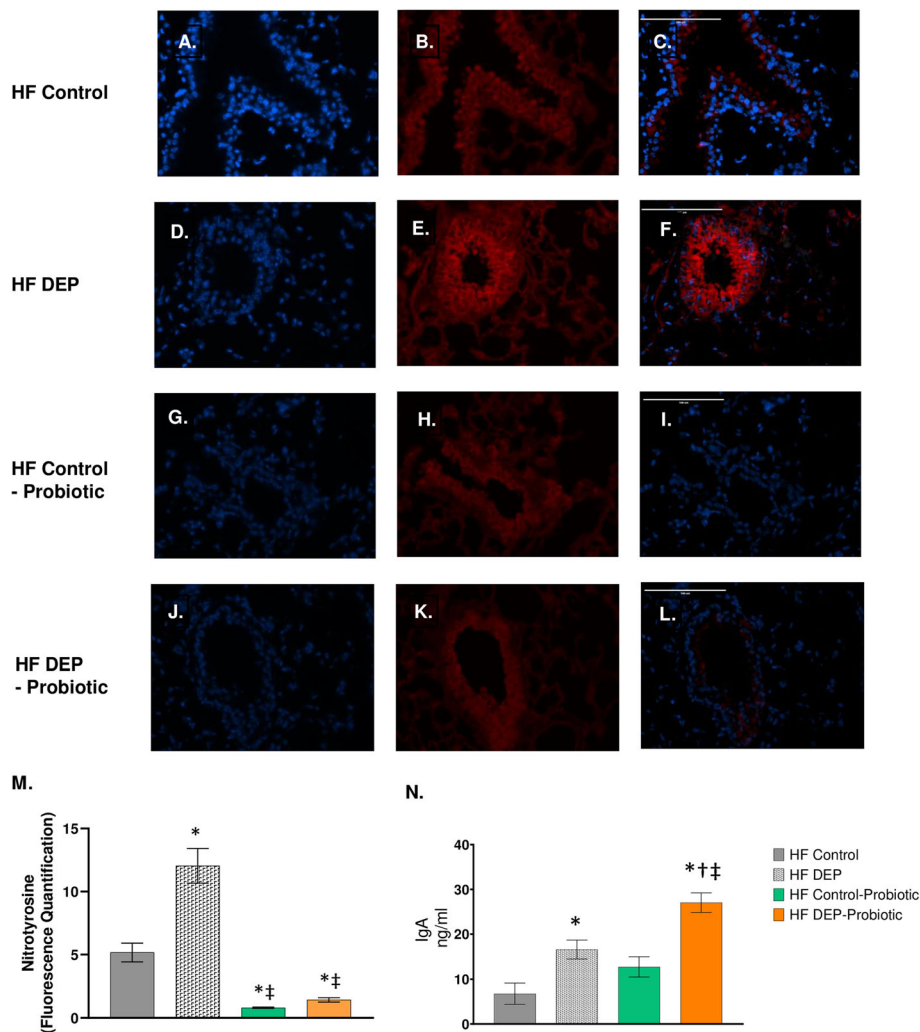 A.
B.
C.
HF Control
D.
E.
F.
HF DEP
G.
H.
I.
HF Control
- Probiotic
J.
K.
L.
HF DEP
- Probiotic
M.
Nitrotyrosine
(Fluorescence Quantification)
15
10
5
0
*
*‡
*‡
N.
IgA
ng/ml
40
30
20
10
0
*
*†‡
HF Control
HF DEP
HF Control-Probiotic
HF DEP-Probiotic